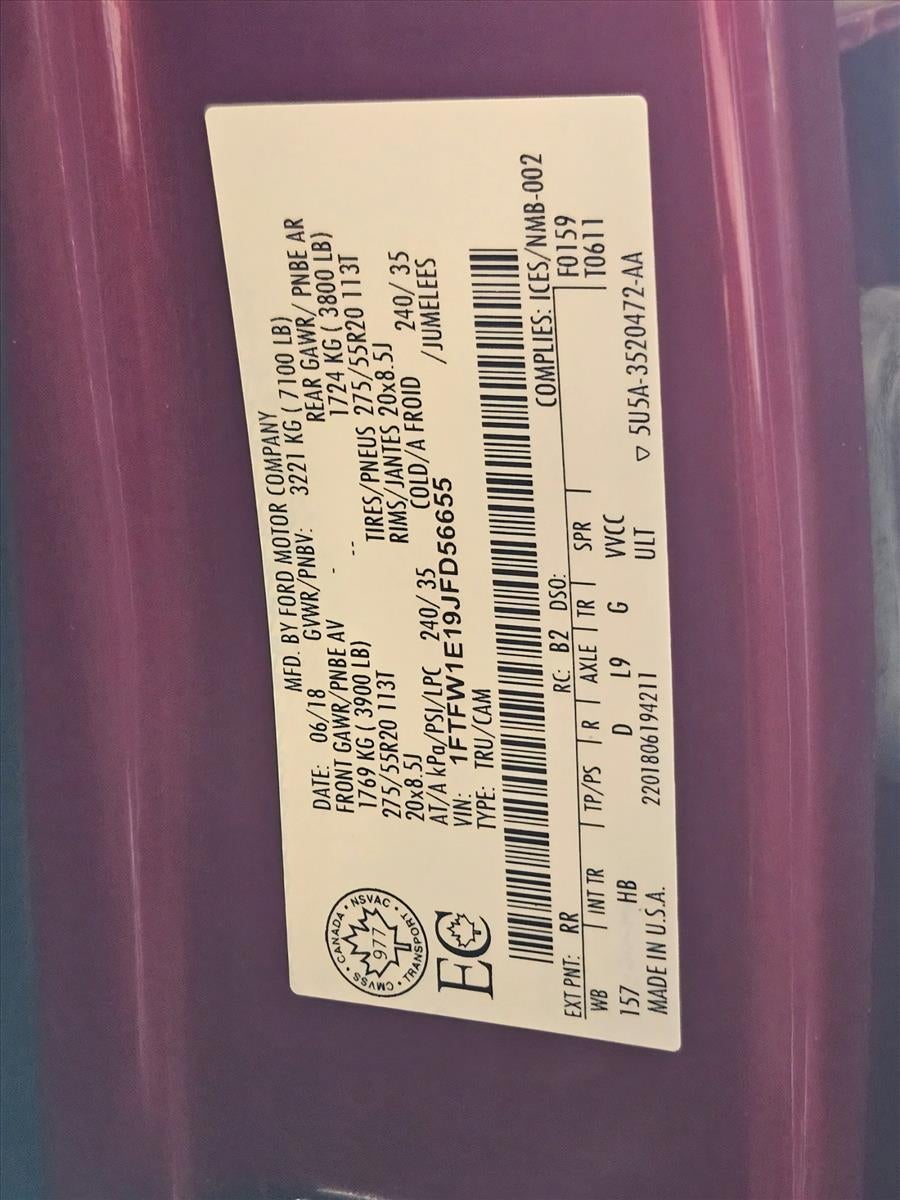 MFD. BY FORD MOTOR COMPANY
DATE: 06/18 GVWR/PNBV: 3221 KG ( 7100 LB)
FRONT GAWR/PNBE AV - REAR GAWR/ PNBE AR
1769 KG ( 3900 LB) -- 1724 KG ( 3800 LB)
275/55R20 113T TIRES/PNEUS 275/55R20 113T
20x8.5J RIMS/JANTES 20x8.5J
AT/A kPa/PSI/LPC 240/ 35 COLD/A FROID 240/ 35
VIN: 1FTFW1E19JFD56655 /JUMELEES
TYPE: TRU/CAM
CANADA • NSVAC • TRANSPORT • CMVSS •
977
EC
COMPLIES: ICES/NMB-002
EXT PNT: RR RC: B2 DSO: F0159
WB INT TR TP/PS R AXLE TR SPR T0611
157 HB D L9 G VVCC
MADE IN U.S.A. 2201806194211 ULT ▽ 5U5A-3520472-AA